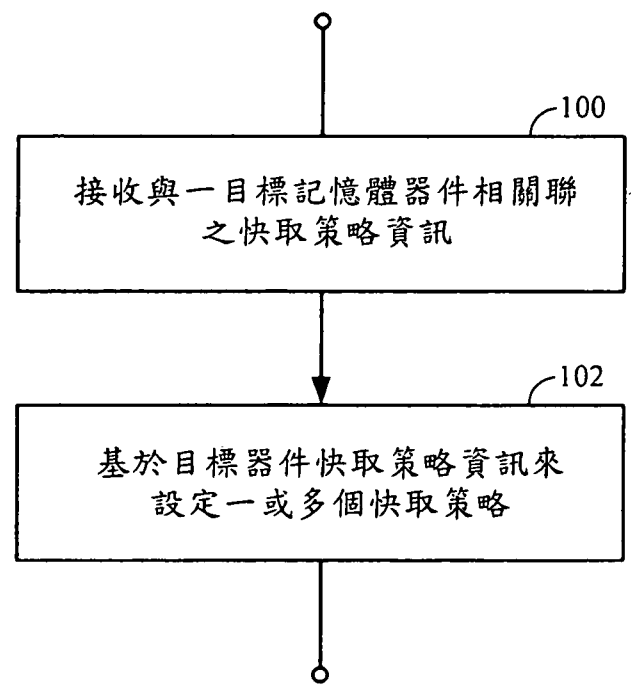 100
接收與一目標記憶體器件相關聯
之快取策略資訊
102
基於目標器件快取策略資訊來
設定一或多個快取策略